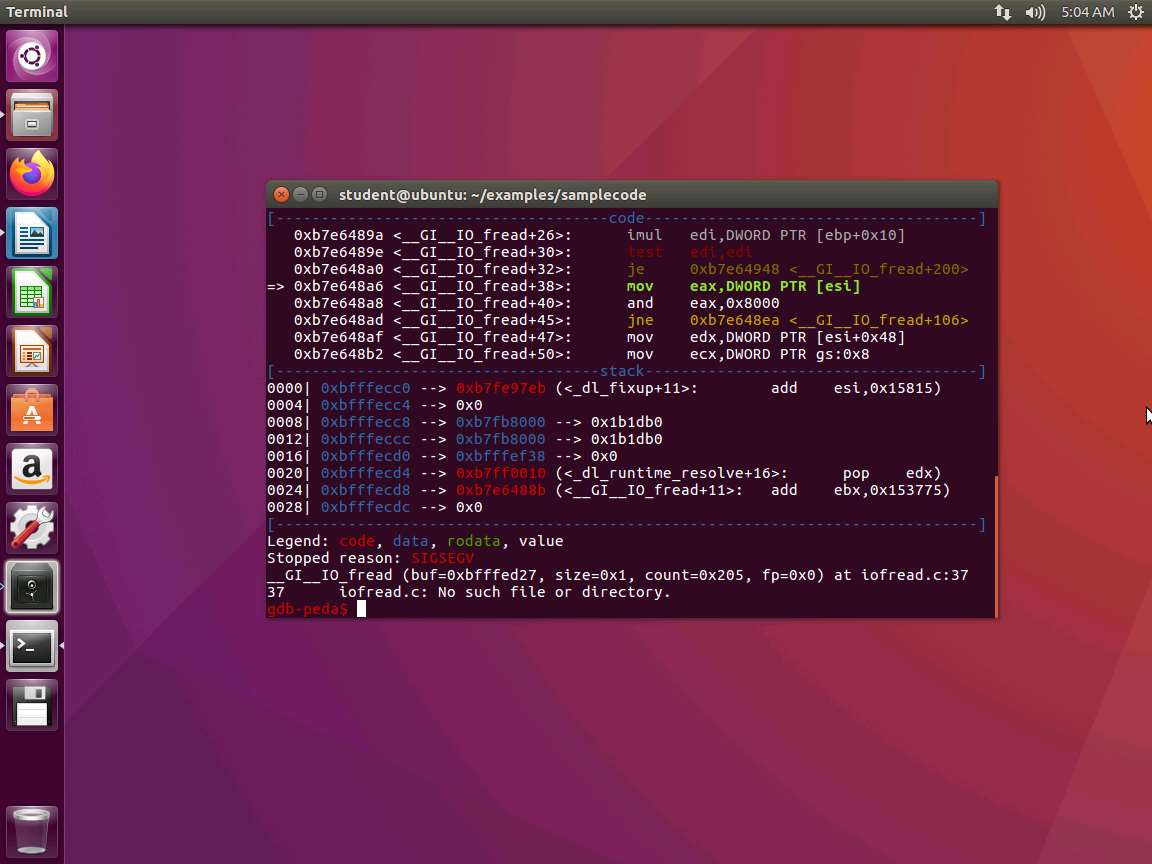 Terminal
5:04 AM
student@ubuntu: ~/examples/samplecode
[-------------------------------------code-------------------------------------]
   0xb7e6489a <__GI__IO_fread+26>:	imul   edi,DWORD PTR [ebp+0x10]
   0xb7e6489e <__GI__IO_fread+30>:	test   edi,edi
   0xb7e648a0 <__GI__IO_fread+32>:	je     0xb7e64948 <__GI__IO_fread+200>
=> 0xb7e648a6 <__GI__IO_fread+38>:	mov    eax,DWORD PTR [esi]
   0xb7e648a8 <__GI__IO_fread+40>:	and    eax,0x8000
   0xb7e648ad <__GI__IO_fread+45>:	jne    0xb7e648ea <__GI__IO_fread+106>
   0xb7e648af <__GI__IO_fread+47>:	mov    edx,DWORD PTR [esi+0x48]
   0xb7e648b2 <__GI__IO_fread+50>:	mov    ecx,DWORD PTR gs:0x8
[------------------------------------stack-------------------------------------]
0000| 0xbfffecc0 --> 0xb7fe97eb (<_dl_fixup+11>:	add    esi,0x15815)
0004| 0xbfffecc4 --> 0x0
0008| 0xbfffecc8 --> 0xb7fb8000 --> 0x1b1db0
0012| 0xbfffeccc --> 0xb7fb8000 --> 0x1b1db0
0016| 0xbfffecd0 --> 0xbfffef38 --> 0x0
0020| 0xbfffecd4 --> 0xb7ff0010 (<_dl_runtime_resolve+16>:	pop    edx)
0024| 0xbfffecd8 --> 0xb7e6488b (<__GI__IO_fread+11>:	add    ebx,0x153775)
0028| 0xbfffecdc --> 0x0
[------------------------------------------------------------------------------]
Legend: code, data, rodata, value
Stopped reason: SIGSEGV
__GI__IO_fread (buf=0xbfffed27, size=0x1, count=0x205, fp=0x0) at iofread.c:37
37	iofread.c: No such file or directory.
gdb-peda$